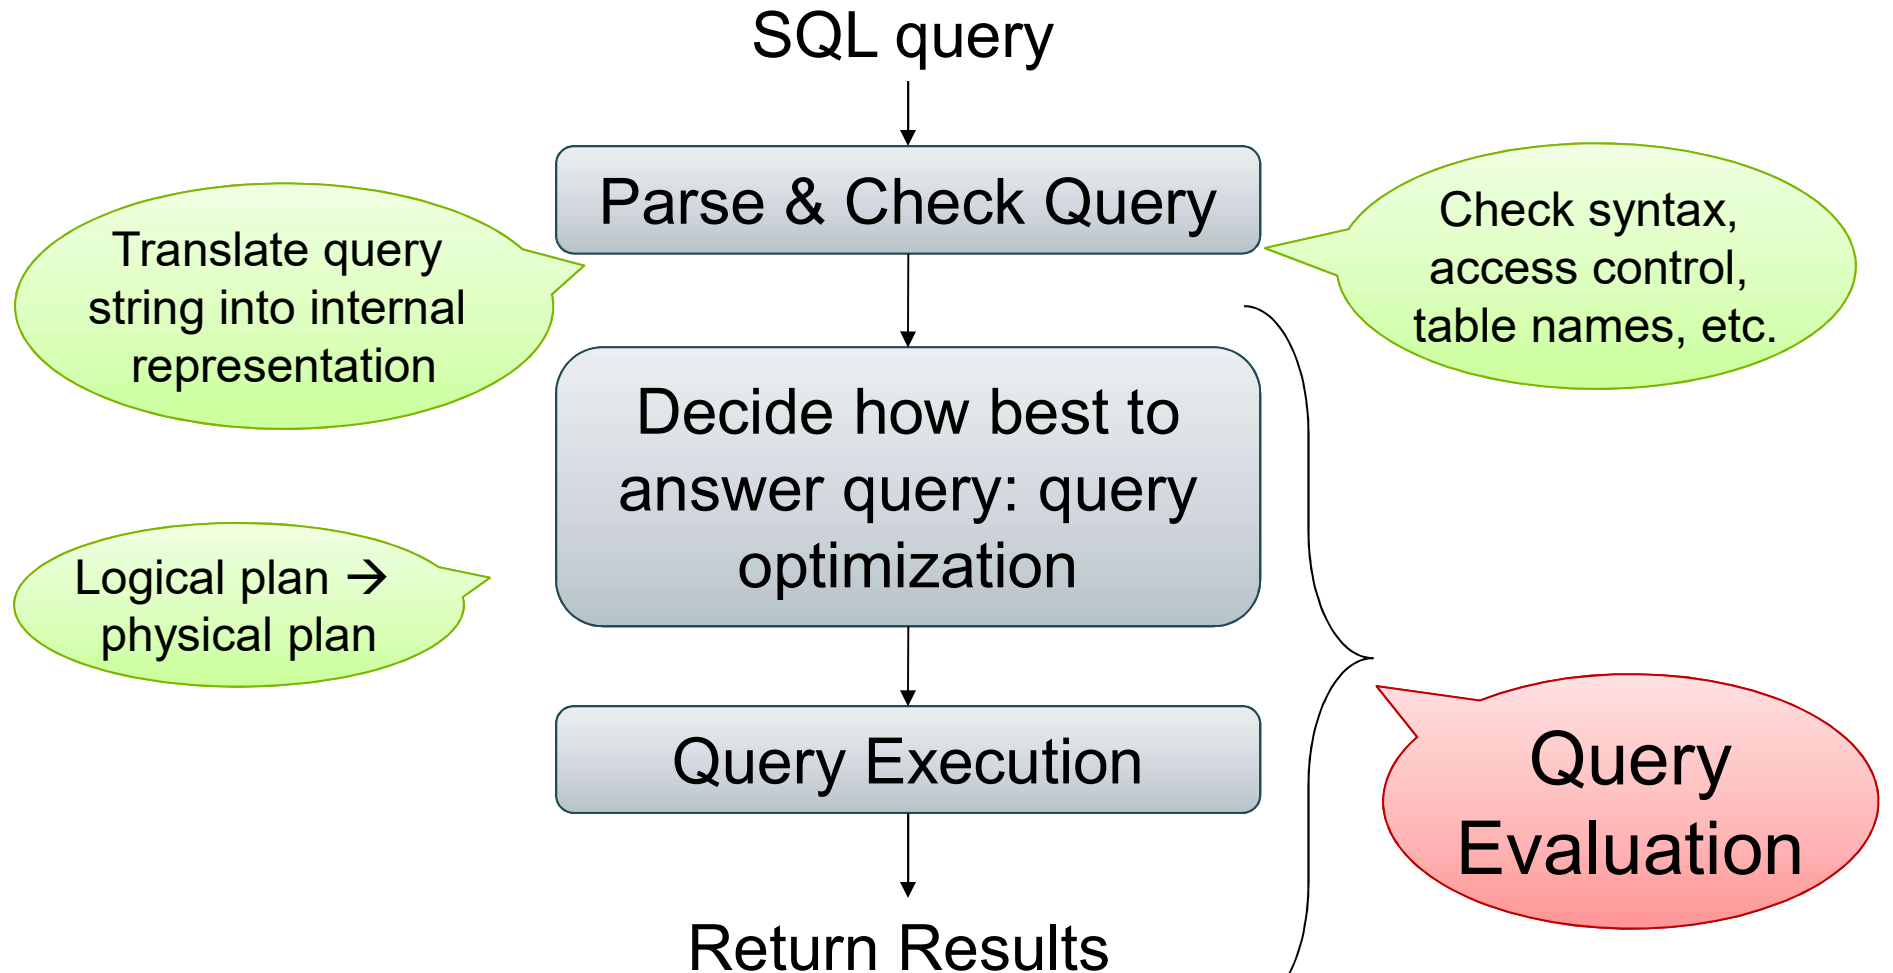 SQL query
Parse & Check Query
Check syntax,
access control,
table names, etc.
Translate query
string into internal
representation
Decide how best to
answer query: query
optimization
Logical plan →
physical plan
Query Execution
Query
Evaluation
Return Results